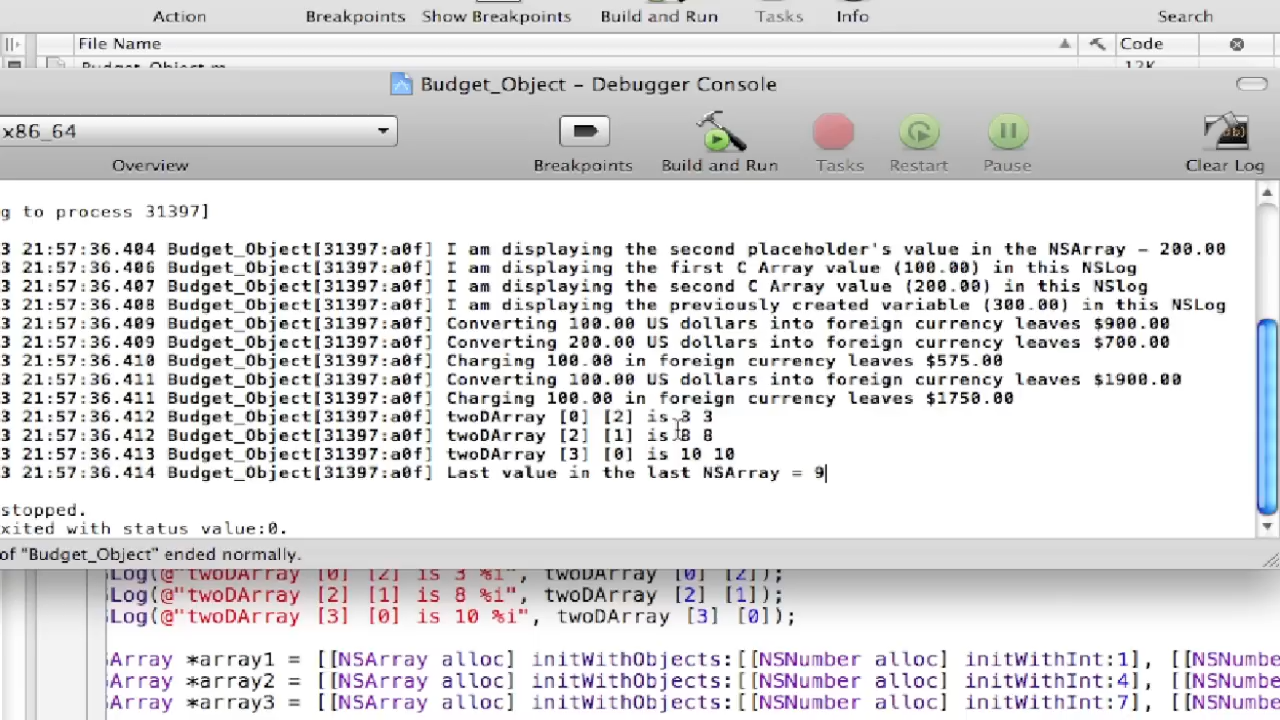 Action Breakpoints Show Breakpoints Build and Run Tasks Info Search
File Name Code
Budget_Object.m 12K
Budget_Object – Debugger Console
x86_64
Overview Breakpoints Build and Run Tasks Restart Pause Clear Log
g to process 31397]
3 21:57:36.404 Budget_Object[31397:a0f] I am displaying the second placeholder's value in the NSArray – 200.00
3 21:57:36.406 Budget_Object[31397:a0f] I am displaying the first C Array value (100.00) in this NSLog
3 21:57:36.407 Budget_Object[31397:a0f] I am displaying the second C Array value (200.00) in this NSlog
3 21:57:36.408 Budget_Object[31397:a0f] I am displaying the previously created variable (300.00) in this NSLog
3 21:57:36.409 Budget_Object[31397:a0f] Converting 100.00 US dollars into foreign currency leaves $900.00
3 21:57:36.409 Budget_Object[31397:a0f] Converting 200.00 US dollars into foreign currency leaves $700.00
3 21:57:36.410 Budget_Object[31397:a0f] Charging 100.00 in foreign currency leaves $575.00
3 21:57:36.411 Budget_Object[31397:a0f] Converting 100.00 US dollars into foreign currency leaves $1900.00
3 21:57:36.411 Budget_Object[31397:a0f] Charging 100.00 in foreign currency leaves $1750.00
3 21:57:36.412 Budget_Object[31397:a0f] twoDArray [0] [2] is 3 3
3 21:57:36.412 Budget_Object[31397:a0f] twoDArray [2] [1] is 8 8
3 21:57:36.413 Budget_Object[31397:a0f] twoDArray [3] [0] is 10 10
3 21:57:36.414 Budget_Object[31397:a0f] Last value in the last NSArray = 9
stopped.
xited with status value:0.
of "Budget_Object" ended normally.
SLog(@"twoDArray [0] [2] is 3 %i", twoDArray [0] [2]);
SLog(@"twoDArray [2] [1] is 8 %i", twoDArray [2] [1]);
SLog(@"twoDArray [3] [0] is 10 %i", twoDArray [3] [0]);
SArray *array1 = [[NSArray alloc] initWithObjects:[[NSNumber alloc] initWithInt:1], [[NSNumbe
SArray *array2 = [[NSArray alloc] initWithObjects:[[NSNumber alloc] initWithInt:4], [[NSNumbe
SArray *array3 = [[NSArray alloc] initWithObjects:[[NSNumber alloc] initWithInt:7], [[NSNumbe